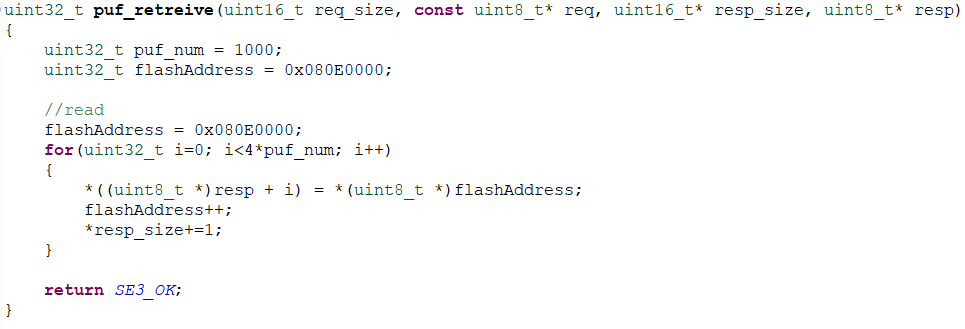 uint32_t puf_retreive(uint16_t req_size, const uint8_t* req, uint16_t* resp_size, uint8_t* resp)
{
    uint32_t puf_num = 1000;
    uint32_t flashAddress = 0x080E0000;

    //read
    flashAddress = 0x080E0000;
    for(uint32_t i=0; i<4*puf_num; i++)
    {
        *((uint8_t *)resp + i) = *(uint8_t *)flashAddress;
        flashAddress++;
        *resp_size+=1;
    }

    return SE3_OK;
}